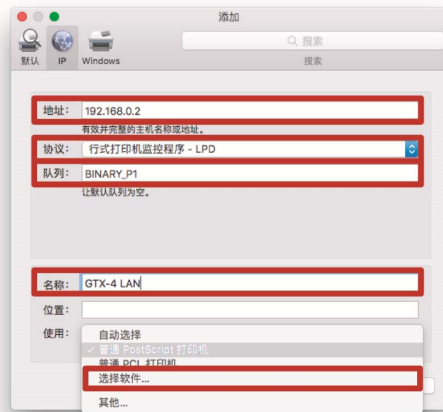 添加
默认
IP
Windows
搜索
搜索
地址: 192.168.0.2
有效并完整的主机名称或地址。
协议: 行式打印机监控程序 - LPD
队列: BINARY_P1
让默认队列为空。
名称: GTX-4 LAN
位置:
使用:
自动选择
普通 PostScript 打印机
普通 PCL 打印机
选择软件...
其他...